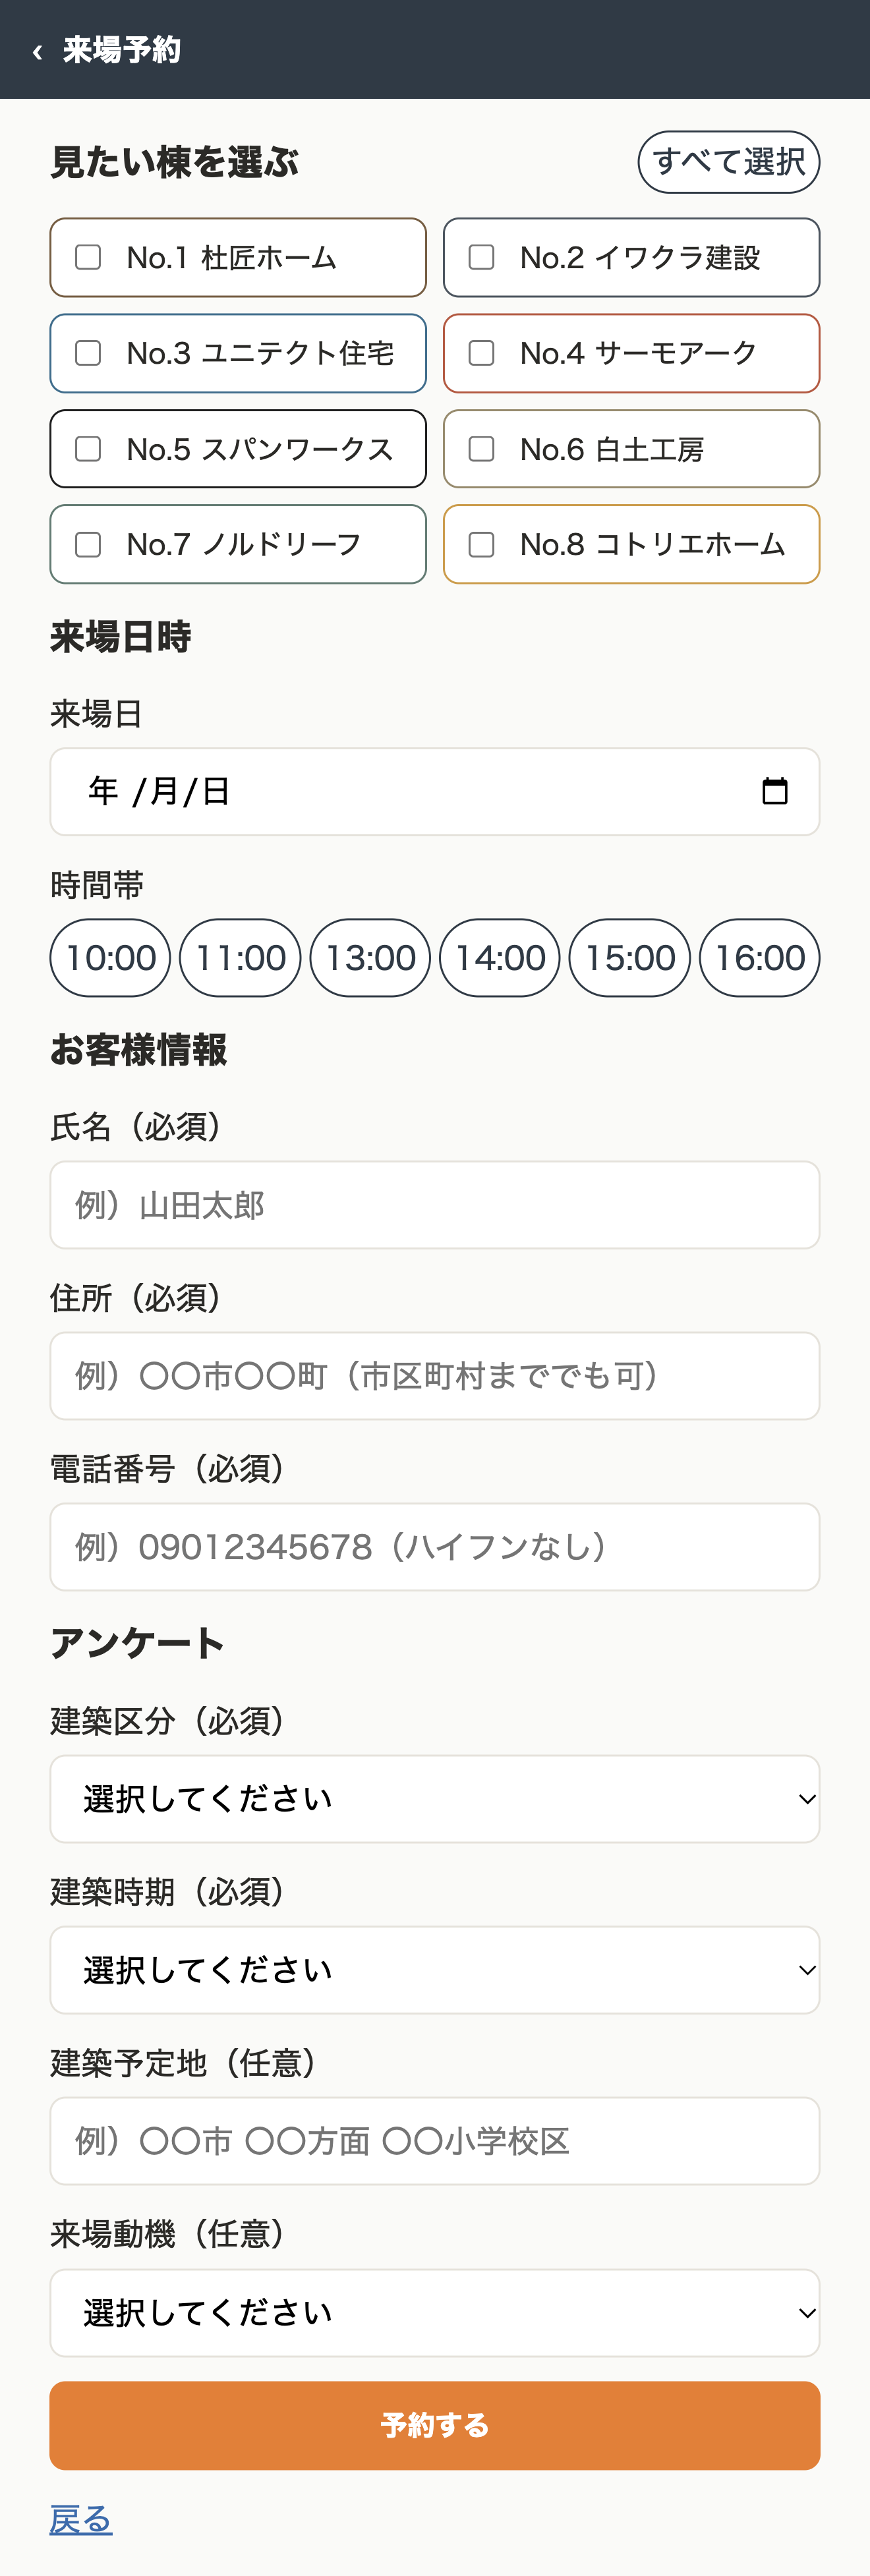 ‹ 来場予約
見たい棟を選ぶ すべて選択
No.1 杜匠ホーム No.2 イワクラ建設
No.3 ユニテクト住宅 No.4 サーモアーク
No.5 スパンワークス No.6 白土工房
No.7 ノルドリーフ No.8 コトリエホーム
来場日時
来場日
年 /月/日
時間帯
10:00 11:00 13:00 14:00 15:00 16:00
お客様情報
氏名（必須）
例）山田太郎
住所（必須）
例）〇〇市〇〇町（市区町村まででも可）
電話番号（必須）
例）09012345678（ハイフンなし）
アンケート
建築区分（必須）
選択してください
建築時期（必須）
選択してください
建築予定地（任意）
例）〇〇市 〇〇方面 〇〇小学校区
来場動機（任意）
選択してください
予約する
戻る